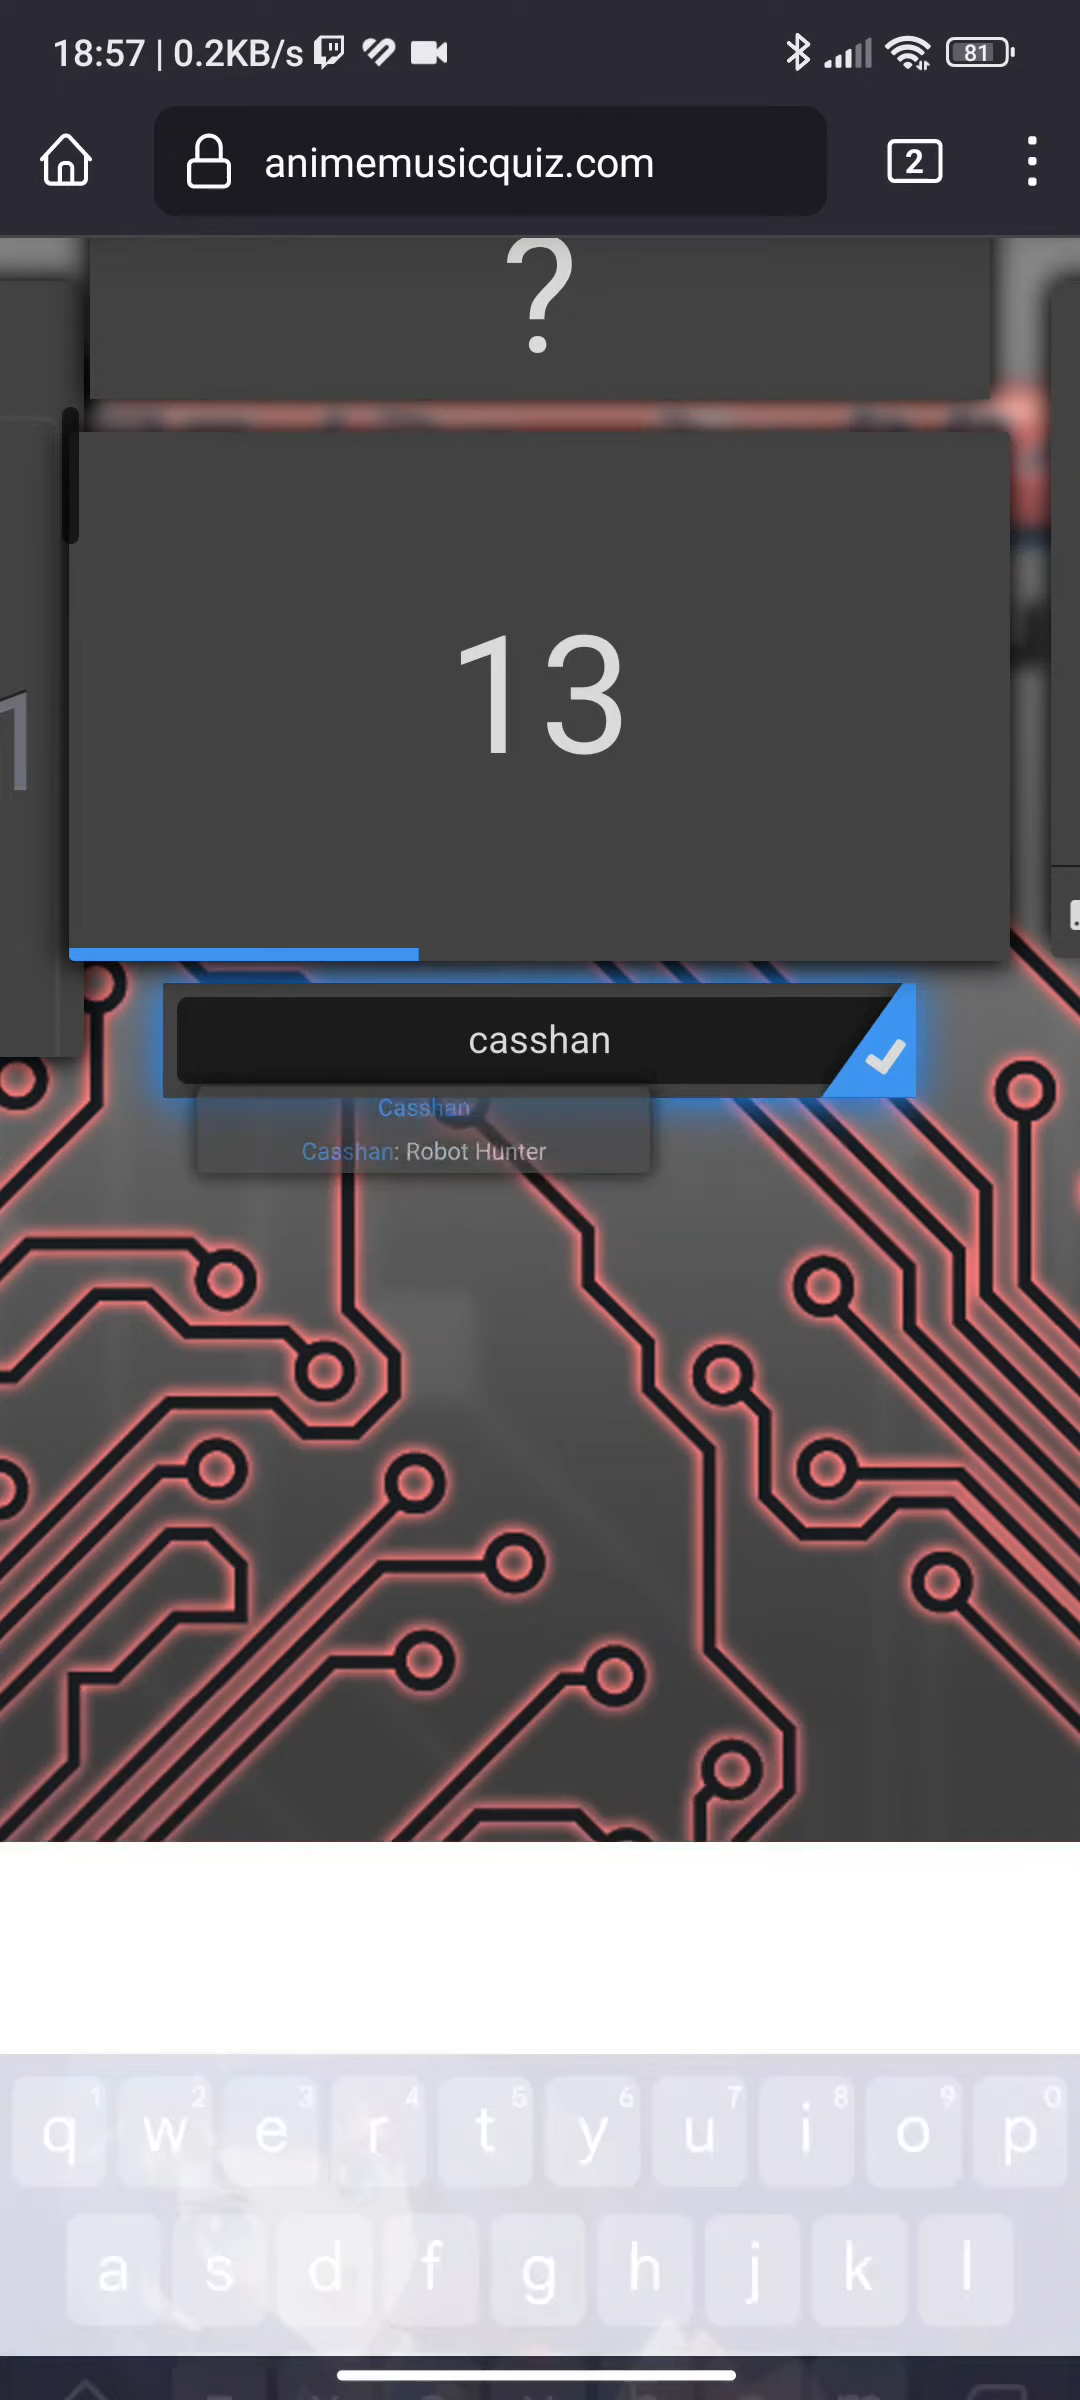 18:57 | 0.2KB/s
81
animemusicquiz.com
2
?
13
1
casshan
Casshan
Casshan: Robot Hunter
1 2 3 4 5 6 7 8 9 0
q w e r t y u i o p
a s d f g h j k l